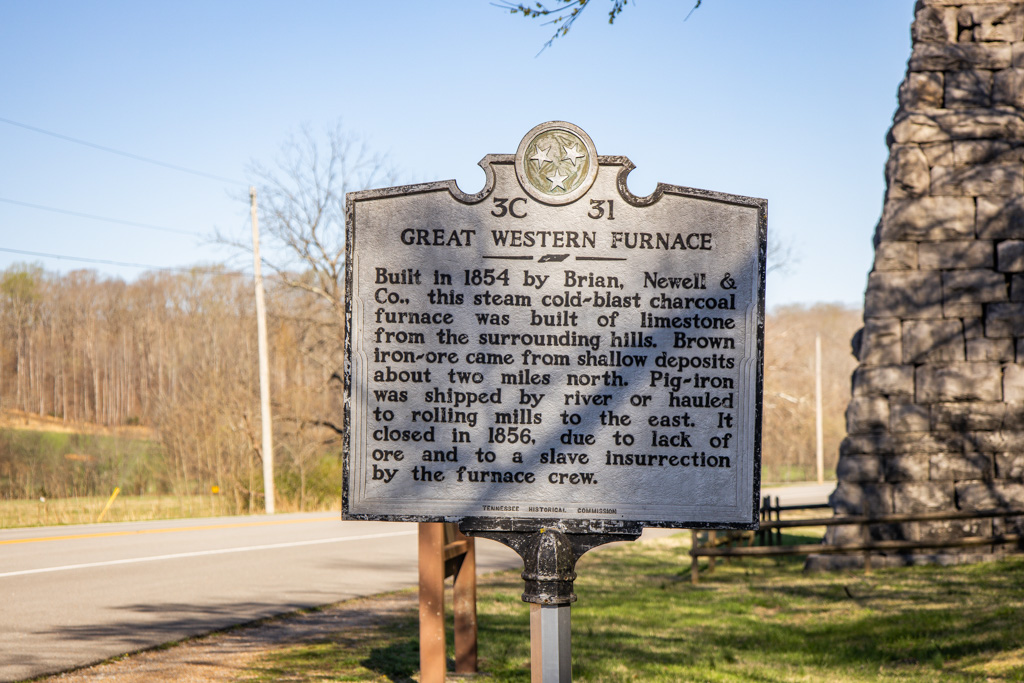 3C 31
GREAT WESTERN FURNACE
Built in 1854 by Brian, Newell &
Co., this steam cold-blast charcoal
furnace was built of limestone
from the surrounding hills. Brown
iron-ore came from shallow deposits
about two miles north. Pig-iron
was shipped by river or hauled
to rolling mills to the east. It
closed in 1856, due to lack of
ore and to a slave insurrection
by the furnace crew.
TENNESSEE HISTORICAL COMMISSION